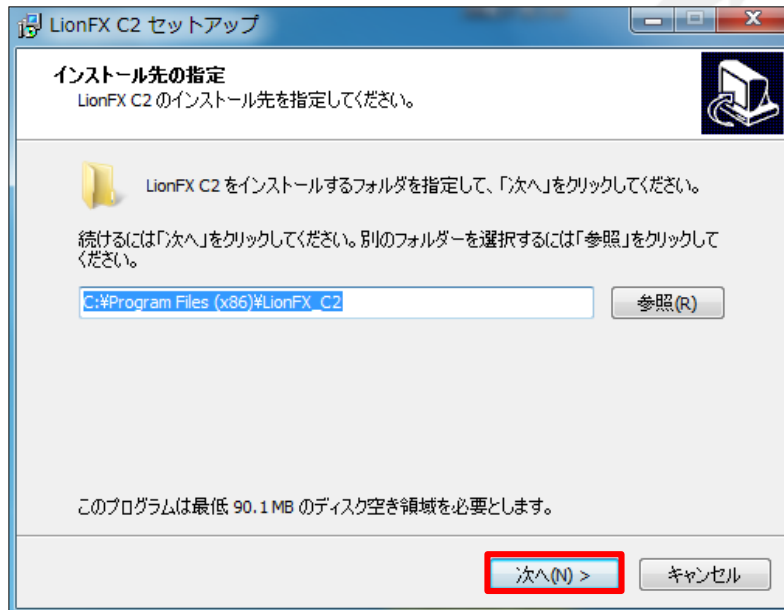 LionFX C2 セットアップ
インストール先の指定
LionFX C2 のインストール先を指定してください。
LionFX C2 をインストールするフォルダを指定して、「次へ」をクリックしてください。
続けるには「次へ」をクリックしてください。別のフォルダーを選択するには「参照」をクリックして
ください。
C:¥Program Files (x86)¥LionFX_C2
参照(R)
このプログラムは最低 90.1 MB のディスク空き領域を必要とします。
次へ(N) >
キャンセル